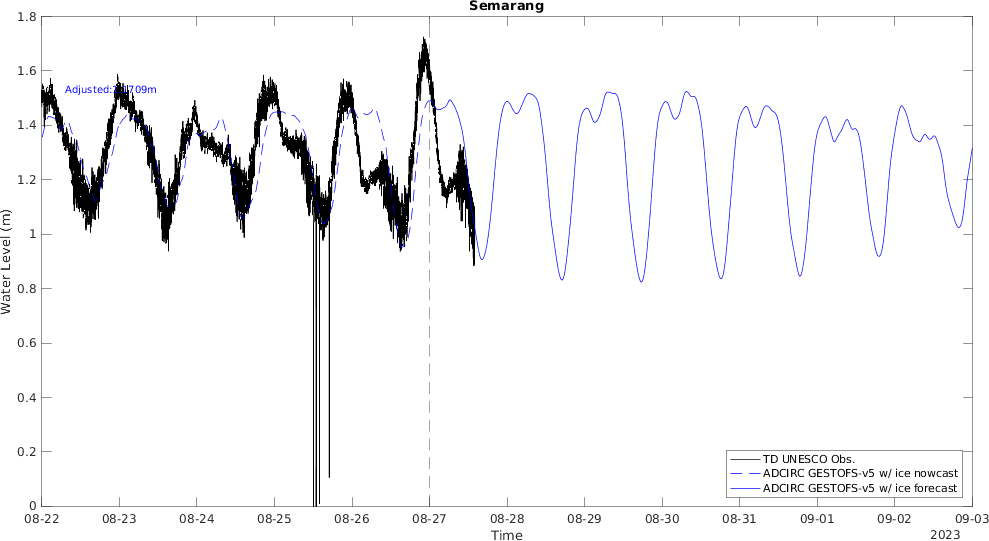 Semarang
1.8
1.6
1.4
1.2
1
0.8
0.6
0.4
0.2
0
Water Level (m)
08-22 08-23 08-24 08-25 08-26 08-27 08-28 08-29 08-30 08-31 09-01 09-02 09-03
Time
2023
TD UNESCO Obs.
ADCIRC GESTOFS-v5 w/ ice nowcast
ADCIRC GESTOFS-v5 w/ ice forecast